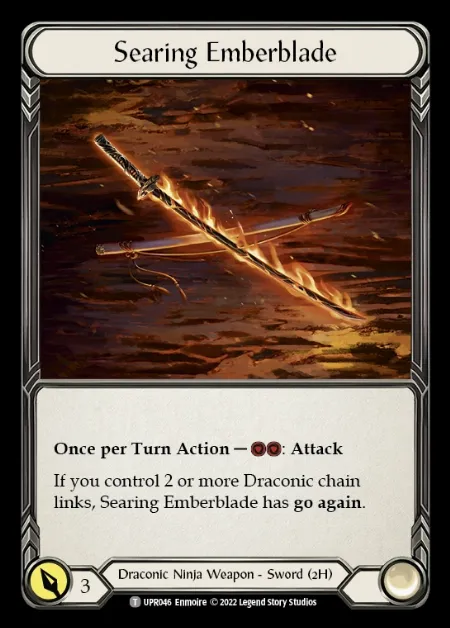 Searing Emberblade
Once per Turn Action — : Attack
If you control 2 or more Draconic chain
links, Searing Emberblade has go again.
3
Draconic Ninja Weapon - Sword (2H)
T UPR046 Enmoire © 2022 Legend Story Studios